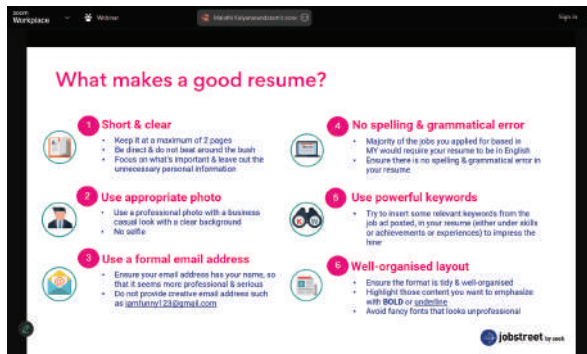 zoom
Workplace
Webinar
Sign in
What makes a good resume?
1 Short & clear
• Keep it at a maximum of 2 pages
• Be direct & do not beat around the bush
• Focus on what's important & leave out the
unnecessary personal information
2 Use appropriate photo
• Use a professional photo with a business
casual look with a clear background
• No selfie
3 Use a formal email address
• Ensure your email address has your name, so
that it seems more professional & serious
• Do not provide creative email address such
as iamfunny123@gmail.com
4 No spelling & grammatical error
• Majority of the jobs you applied for based in
MY would require your resume to be in English
• Ensure there is no spelling & grammatical error in
your resume
5 Use powerful keywords
• Try to insert some relevant keywords from the
job ad posted, in your resume (either under skills
or achievements or experiences) to impress the
hirer
6 Well-organised layout
• Ensure the format is tidy & well-organised
• Highlight those content you want to emphasize
with BOLD or underline
• Avoid fancy fonts that looks unprofessional
jobstreet by seek